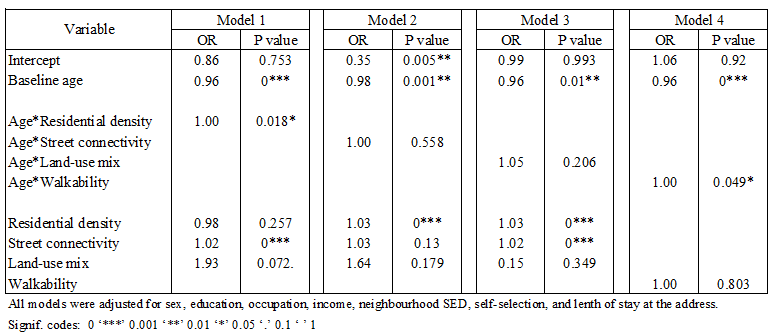 Variable Model 1 Model 2 Model 3 Model 4
OR P value OR P value OR P value OR P value
Intercept 0.86 0.753 0.35 0.005** 0.99 0.993 1.06 0.92
Baseline age 0.96 0*** 0.98 0.001** 0.96 0.01** 0.96 0***
Age*Residential density 1.00 0.018*
Age*Street connectivity 1.00 0.558
Age*Land-use mix 1.05 0.206
Age*Walkability 1.00 0.049*
Residential density 0.98 0.257 1.03 0*** 1.03 0***
Street connectivity 1.02 0*** 1.03 0.13 1.02 0***
Land-use mix 1.93 0.072. 1.64 0.179 0.15 0.349
Walkability 1.00 0.803
All models were adjusted for sex, education, occupation, income, neighbourhood SED, self-selection, and lenth of stay at the address.
Signif. codes: 0 ‘***’ 0.001 ‘**’ 0.01 ‘*’ 0.05 ‘.’ 0.1 ‘ ’ 1